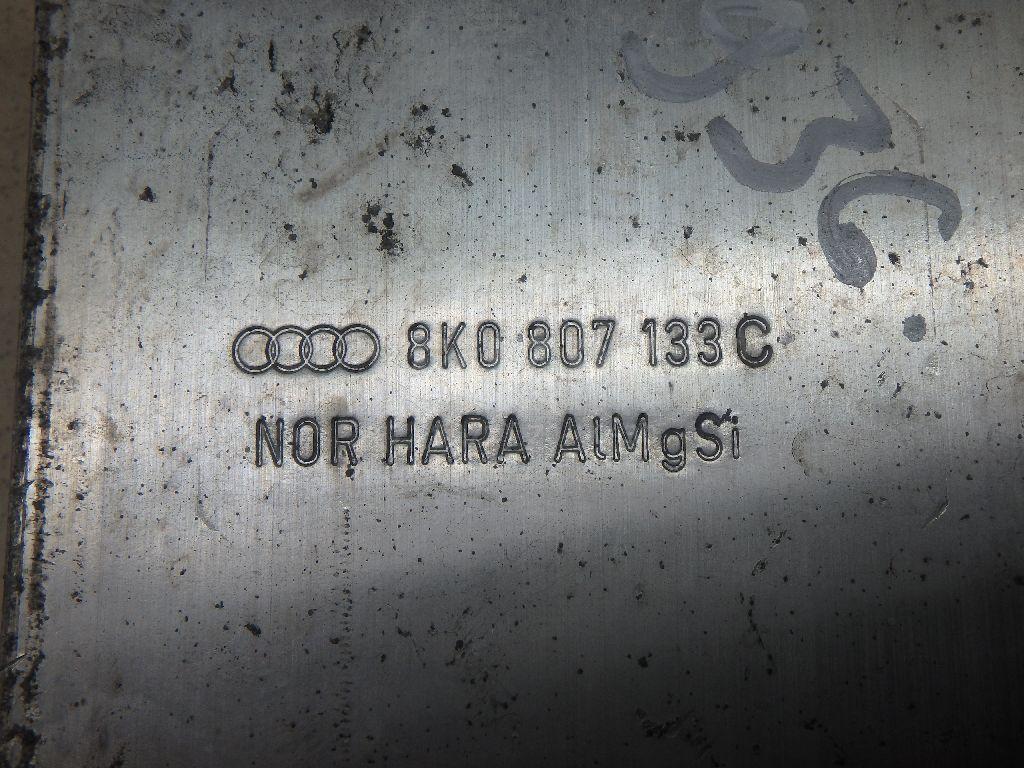 8K0 807 133 C
NOR HARA AlMgSi